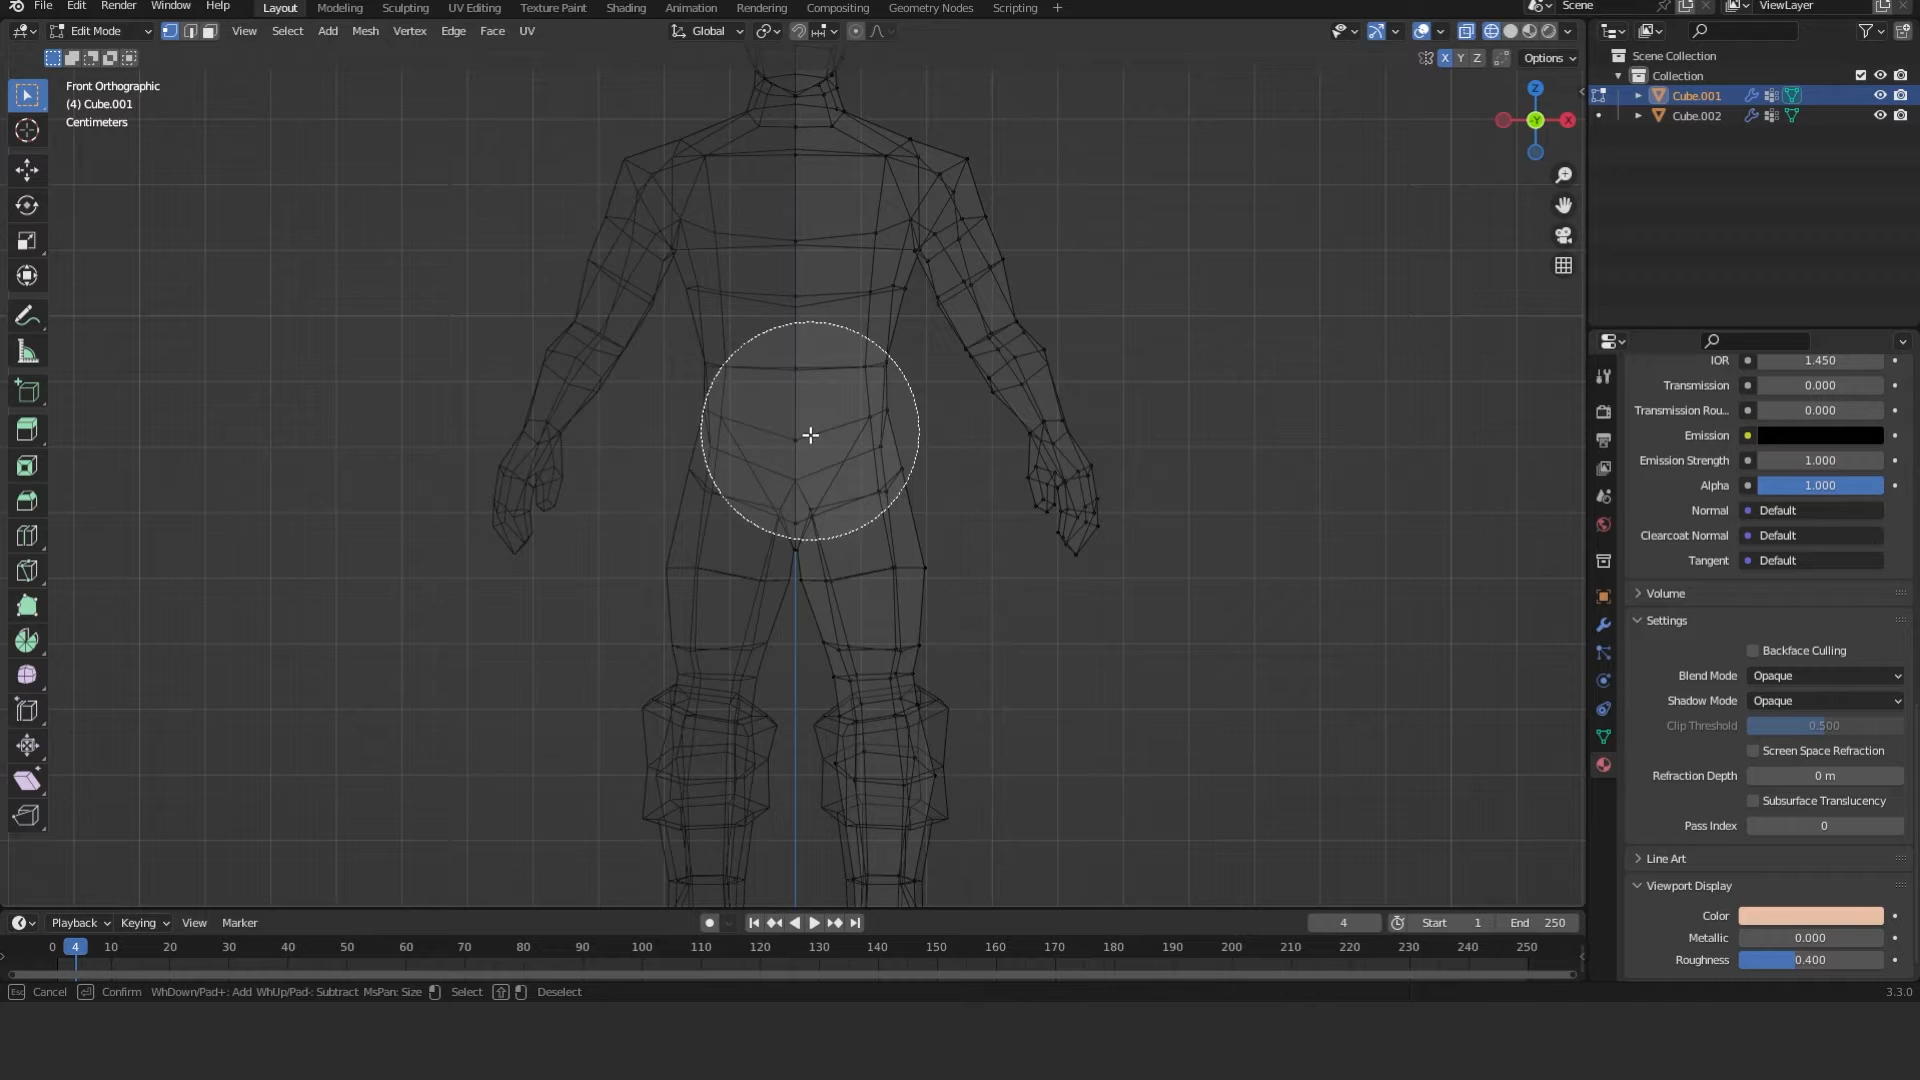 File Edit Render Window Help Layout Modeling Sculpting UV Editing Texture Paint Shading Animation Rendering Compositing Geometry Nodes Scripting + Scene ViewLayer
Edit Mode View Select Add Mesh Vertex Edge Face UV Global
X Y Z Options
Front Orthographic
(4) Cube.001
Centimeters
Z
-Y
X
Scene Collection
Collection
Cube.001
Cube.002
IOR 1.450
Transmission 0.000
Transmission Rou... 0.000
Emission
Emission Strength 1.000
Alpha 1.000
Normal Default
Clearcoat Normal Default
Tangent Default
Volume
Settings
Backface Culling
Blend Mode Opaque
Shadow Mode Opaque
Clip Threshold 0.500
Screen Space Refraction
Refraction Depth 0 m
Subsurface Translucency
Pass Index 0
Line Art
Viewport Display
Color
Metallic 0.000
Roughness 0.400
Playback Keying View Marker 4 Start 1 End 250
0 4 10 20 30 40 50 60 70 80 90 100 110 120 130 140 150 160 170 180 190 200 210 220 230 240 250
Esc Cancel Confirm WhDown/Pad+: Add WhUp/Pad-: Subtract MsPan: Size Select Deselect 3.3.0